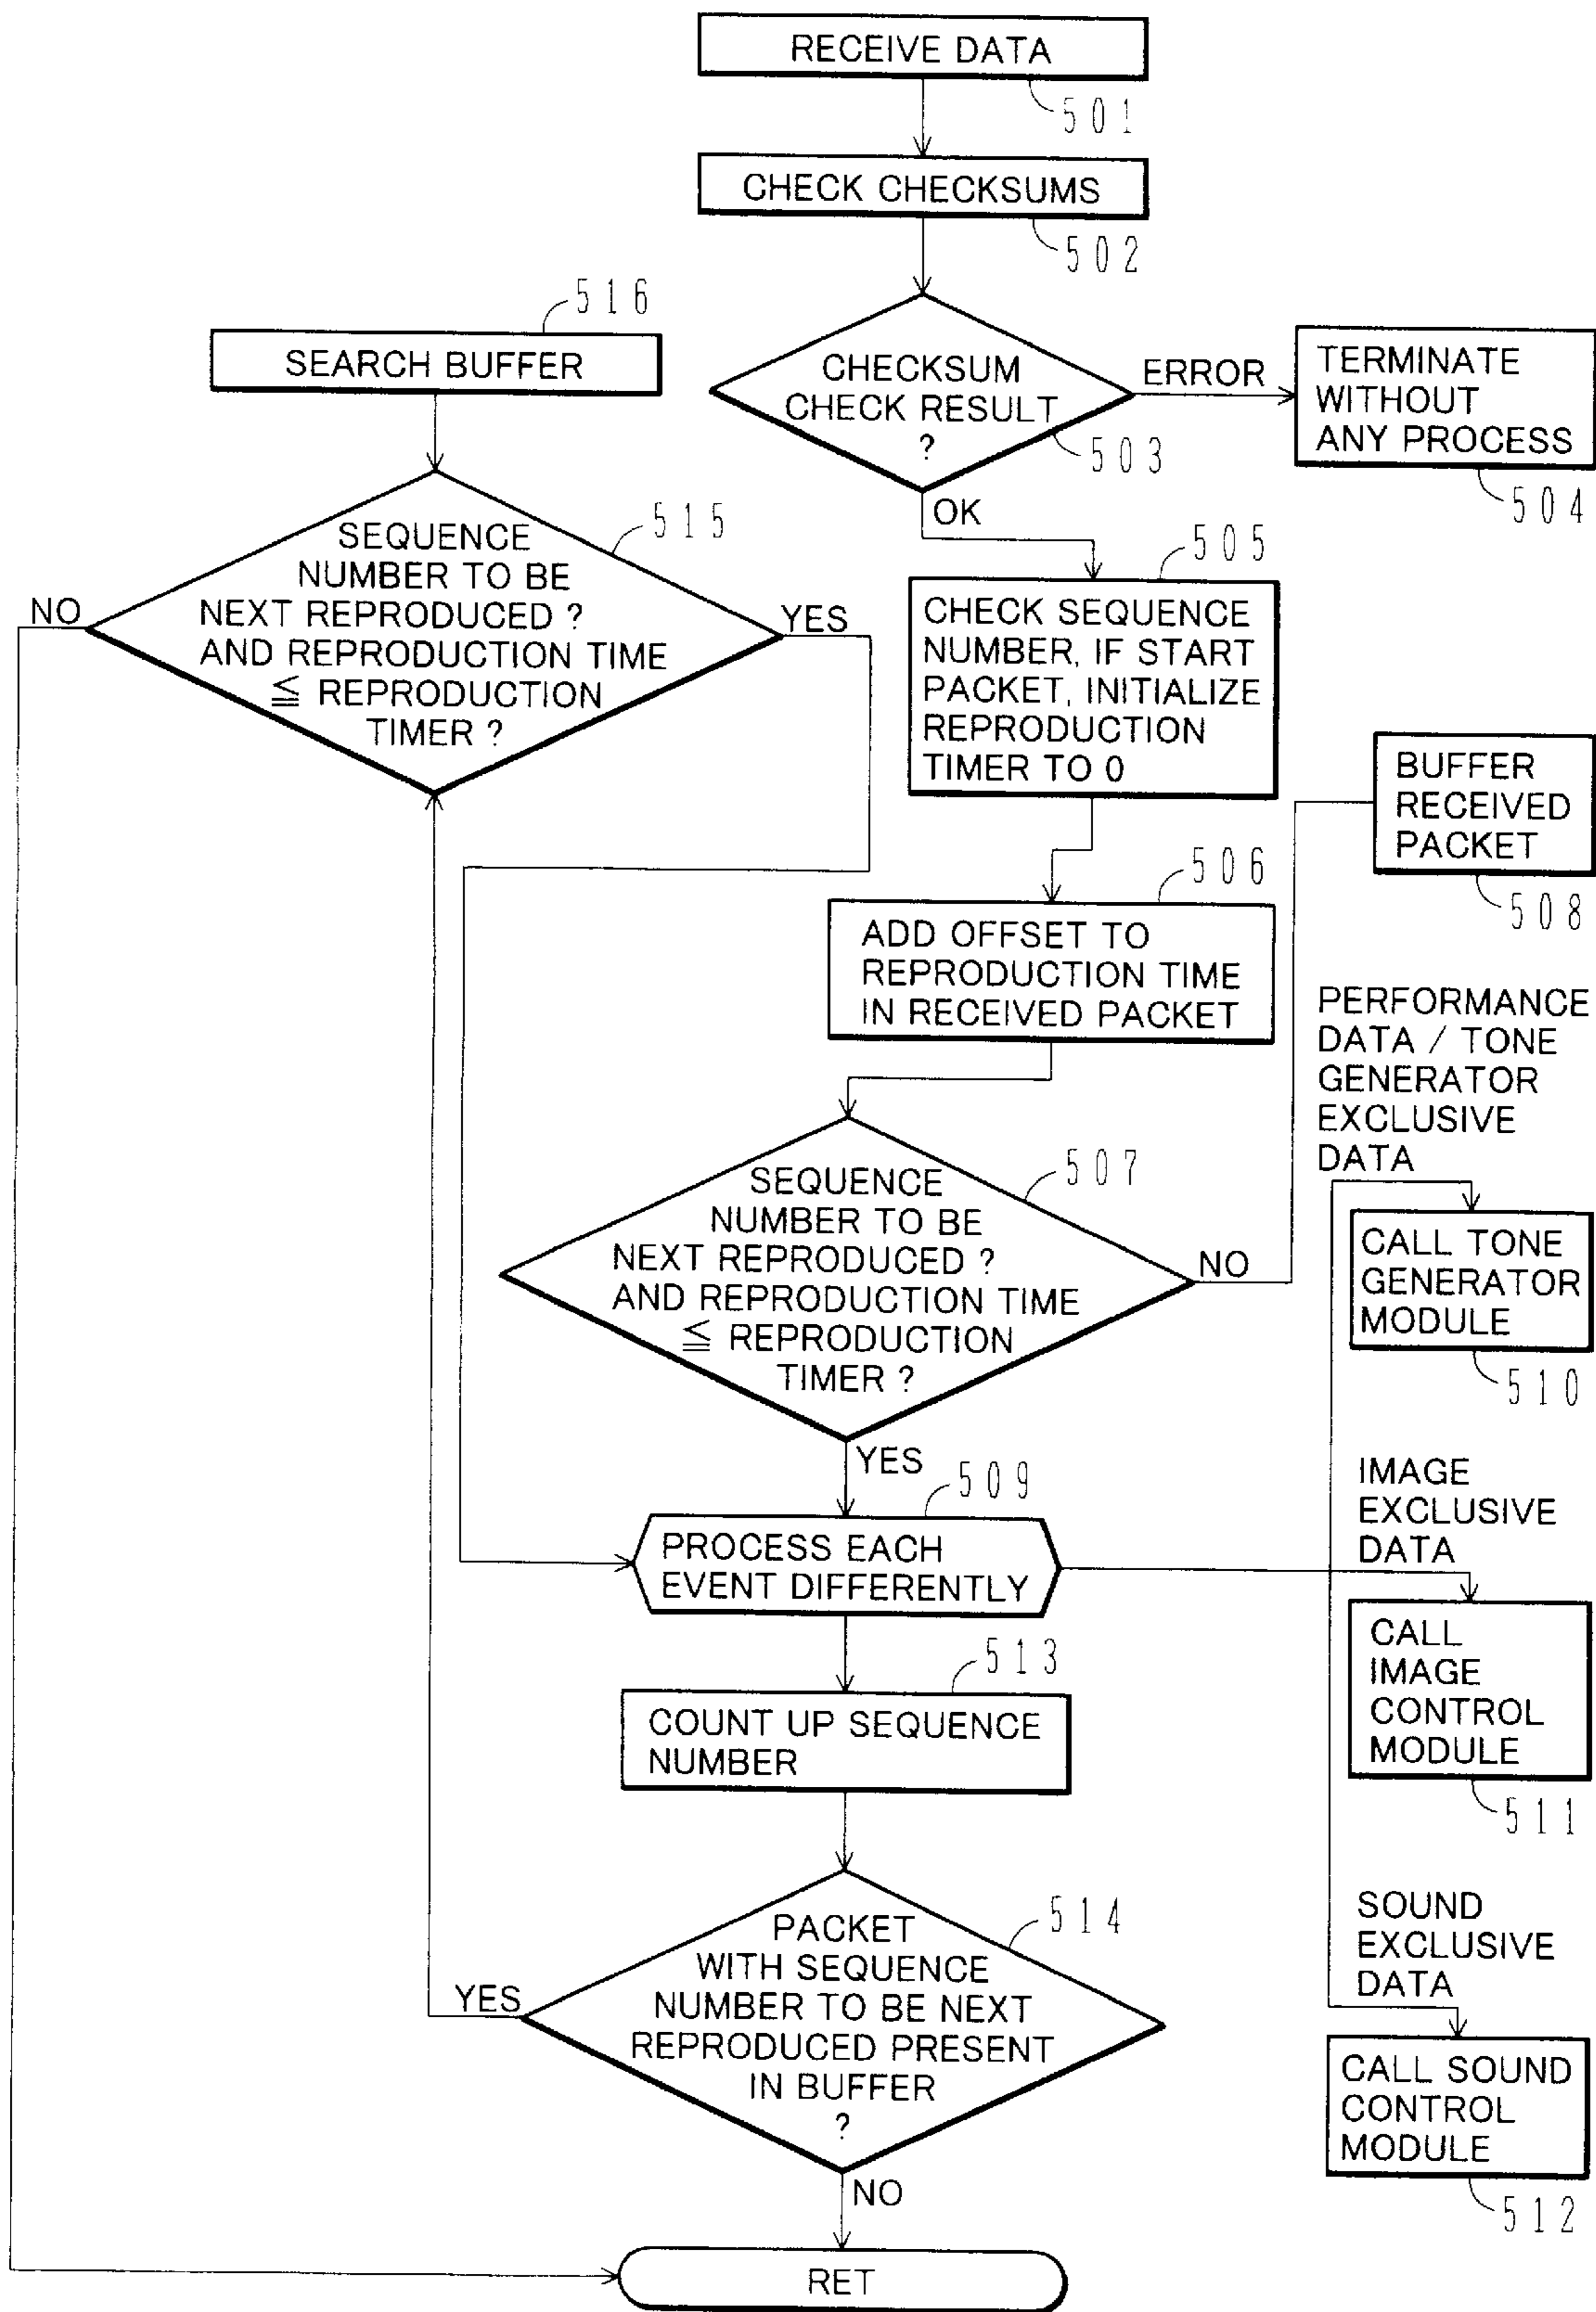 RECEIVE DATA
501
CHECK CHECKSUMS
502
CHECKSUM
CHECK RESULT
?
503
ERROR
TERMINATE
WITHOUT
ANY PROCESS
504
OK
516
SEARCH BUFFER
515
SEQUENCE
NUMBER TO BE
NEXT REPRODUCED ?
AND REPRODUCTION TIME
≦ REPRODUCTION
TIMER ?
NO
YES
505
CHECK SEQUENCE
NUMBER, IF START
PACKET, INITIALIZE
REPRODUCTION
TIMER TO 0
506
ADD OFFSET TO
REPRODUCTION TIME
IN RECEIVED PACKET
507
SEQUENCE
NUMBER TO BE
NEXT REPRODUCED ?
AND REPRODUCTION TIME
≦ REPRODUCTION
TIMER ?
NO
BUFFER
RECEIVED
PACKET
508
YES
509
PROCESS EACH
EVENT DIFFERENTLY
PERFORMANCE
DATA / TONE
GENERATOR
EXCLUSIVE
DATA
CALL TONE
GENERATOR
MODULE
510
IMAGE
EXCLUSIVE
DATA
CALL
IMAGE
CONTROL
MODULE
511
SOUND
EXCLUSIVE
DATA
CALL SOUND
CONTROL
MODULE
512
513
COUNT UP SEQUENCE
NUMBER
514
PACKET
WITH SEQUENCE
NUMBER TO BE NEXT
REPRODUCED PRESENT
IN BUFFER
?
YES
NO
RET